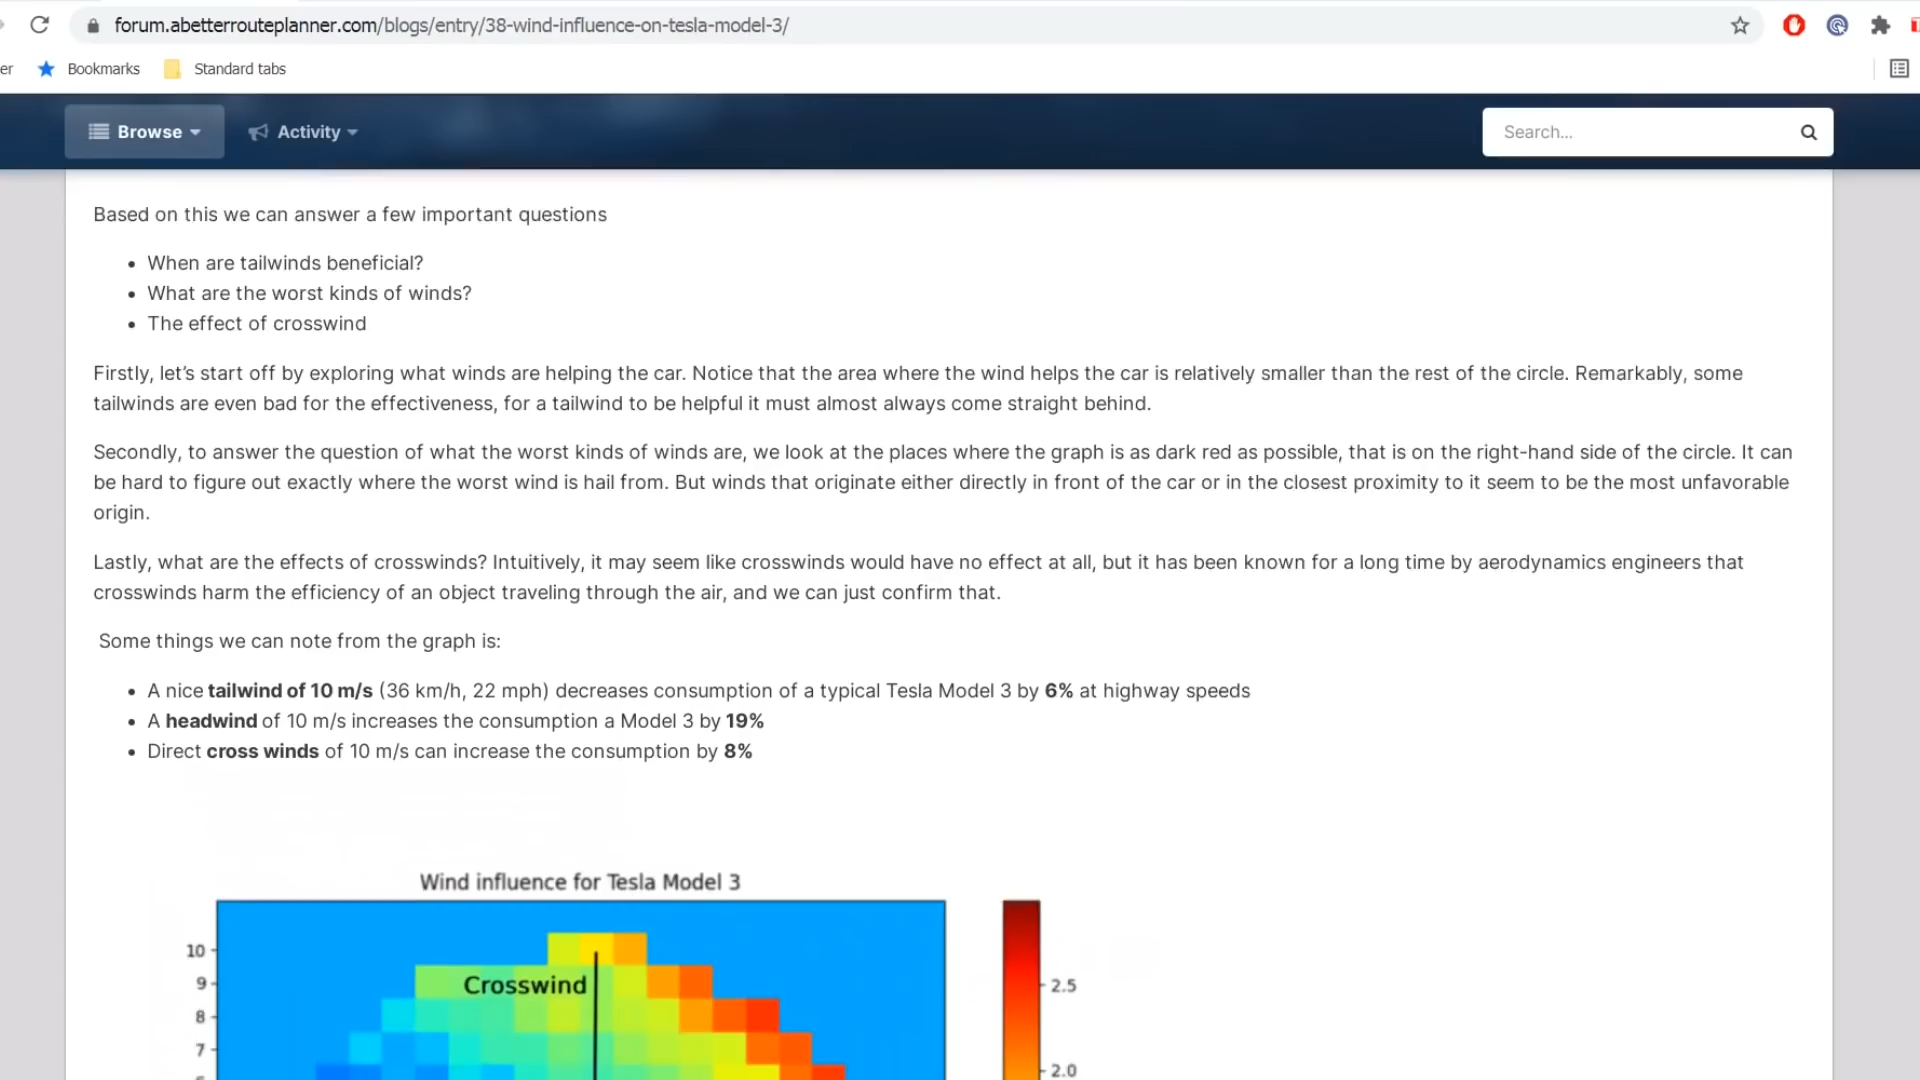 forum.abetterrouteplanner.com/blogs/entry/38-wind-influence-on-tesla-model-3/
er Bookmarks Standard tabs
Browse Activity Search...
Based on this we can answer a few important questions
• When are tailwinds beneficial?
• What are the worst kinds of winds?
• The effect of crosswind
Firstly, let's start off by exploring what winds are helping the car. Notice that the area where the wind helps the car is relatively smaller than the rest of the circle. Remarkably, some
tailwinds are even bad for the effectiveness, for a tailwind to be helpful it must almost always come straight behind.
Secondly, to answer the question of what the worst kinds of winds are, we look at the places where the graph is as dark red as possible, that is on the right-hand side of the circle. It can
be hard to figure out exactly where the worst wind is hail from. But winds that originate either directly in front of the car or in the closest proximity to it seem to be the most unfavorable
origin.
Lastly, what are the effects of crosswinds? Intuitively, it may seem like crosswinds would have no effect at all, but it has been known for a long time by aerodynamics engineers that
crosswinds harm the efficiency of an object traveling through the air, and we can just confirm that.
Some things we can note from the graph is:
• A nice tailwind of 10 m/s (36 km/h, 22 mph) decreases consumption of a typical Tesla Model 3 by 6% at highway speeds
• A headwind of 10 m/s increases the consumption a Model 3 by 19%
• Direct cross winds of 10 m/s can increase the consumption by 8%
Wind influence for Tesla Model 3
10
9 Crosswind 2.5
8
7
2.0